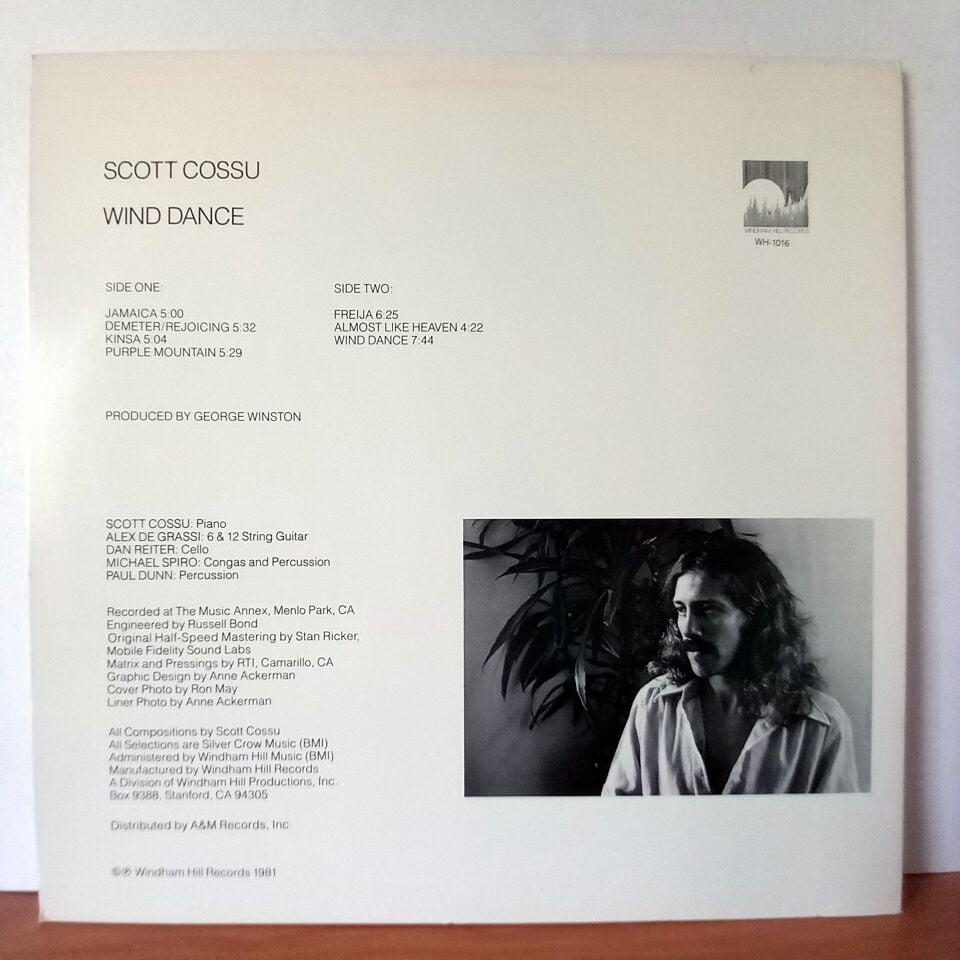 SCOTT COSSU
WIND DANCE
WINDHAM HILL RECORDS
WH-1016
SIDE ONE:
JAMAICA 5:00
DEMETER/REJOICING 5:32
KINSA 5:04
PURPLE MOUNTAIN 5:29
SIDE TWO:
FREIJA 6:25
ALMOST LIKE HEAVEN 4:22
WIND DANCE 7:44
PRODUCED BY GEORGE WINSTON
SCOTT COSSU: Piano
ALEX DE GRASSI: 6 & 12 String Guitar
DAN REITER: Cello
MICHAEL SPIRO: Congas and Percussion
PAUL DUNN: Percussion
Recorded at The Music Annex, Menlo Park, CA
Engineered by Russell Bond
Original Half-Speed Mastering by Stan Ricker,
Mobile Fidelity Sound Labs
Matrix and Pressings by RTI, Camarillo, CA
Graphic Design by Anne Ackerman
Cover Photo by Ron May
Liner Photo by Anne Ackerman
All Compositions by Scott Cossu
All Selections are Silver Crow Music (BMI)
Administered by Windham Hill Music (BMI)
Manufactured by Windham Hill Records
A Division of Windham Hill Productions, Inc.
Box 9388, Stanford, CA 94305
Distributed by A&M Records, Inc.
©℗ Windham Hill Records 1981